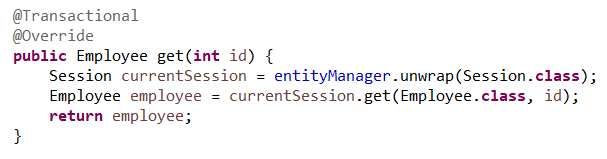 @Transactional
@Override
public Employee get(int id) {
    Session currentSession = entityManager.unwrap(Session.class);
    Employee employee = currentSession.get(Employee.class, id);
    return employee;
}